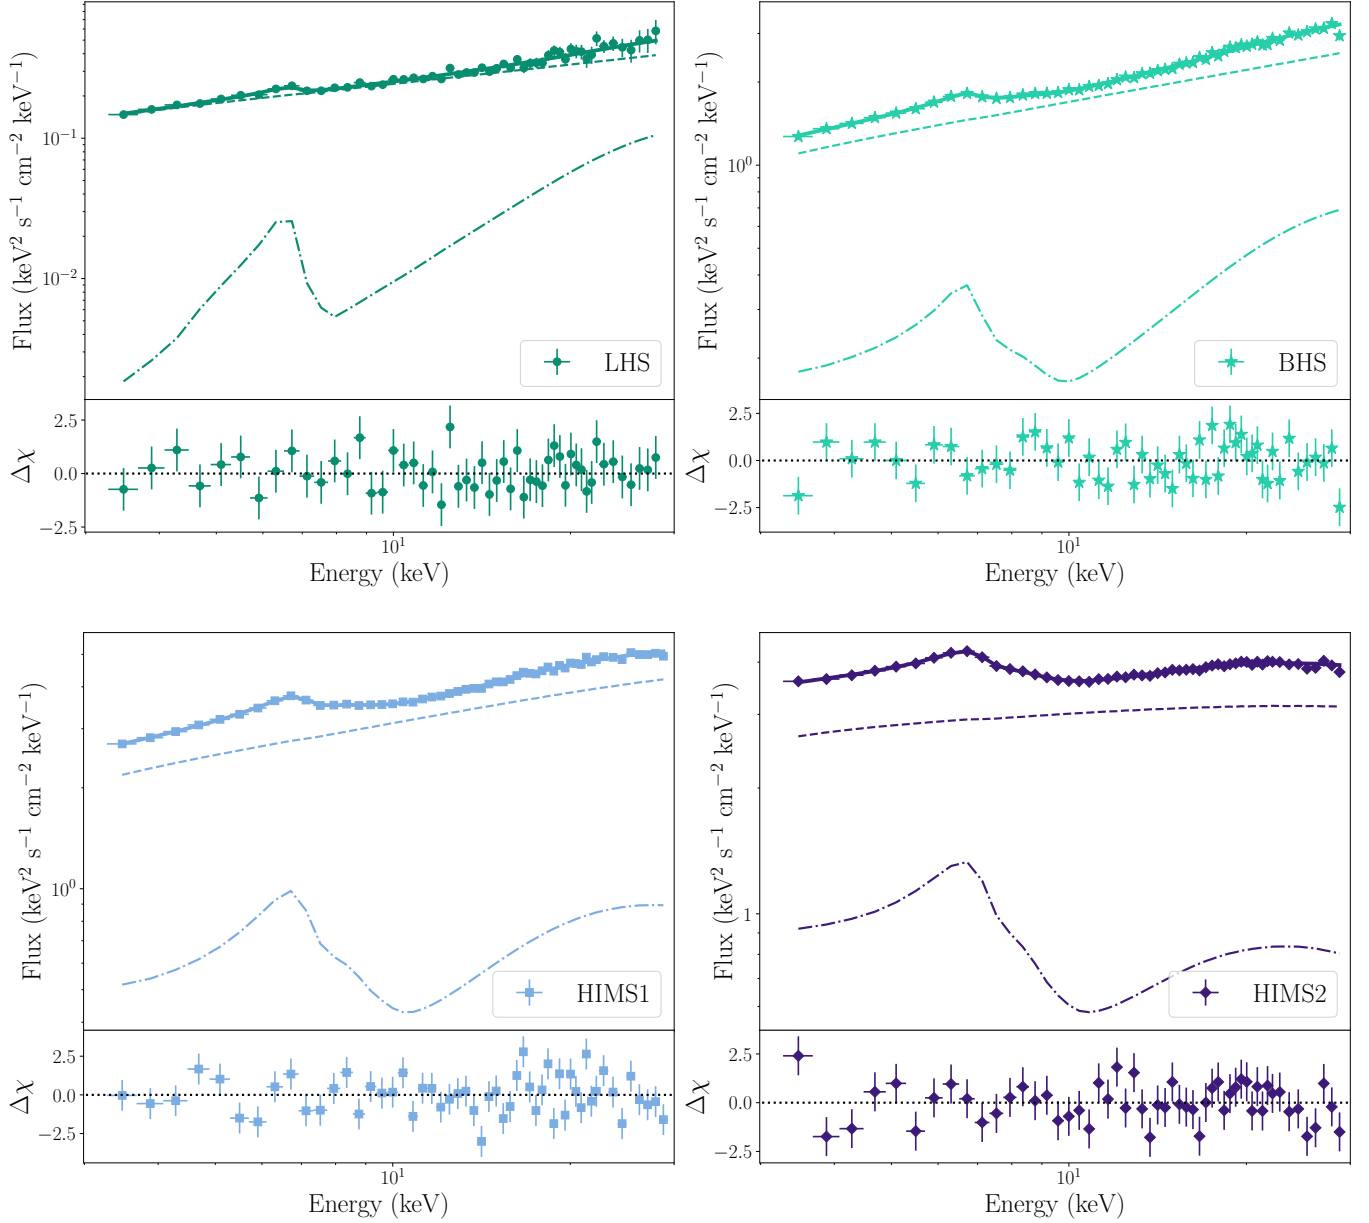 Flux (keV² s⁻¹ cm⁻² keV⁻¹)
10⁻¹
10⁻²
LHS
Δχ
2.5
0.0
−2.5
10¹
Energy (keV)
Flux (keV² s⁻¹ cm⁻² keV⁻¹)
10⁰
BHS
Δχ
2.5
0.0
−2.5
10¹
Energy (keV)
Flux (keV² s⁻¹ cm⁻² keV⁻¹)
10⁰
HIMS1
Δχ
2.5
0.0
−2.5
10¹
Energy (keV)
Flux (keV² s⁻¹ cm⁻² keV⁻¹)
1
HIMS2
Δχ
2.5
0.0
−2.5
10¹
Energy (keV)